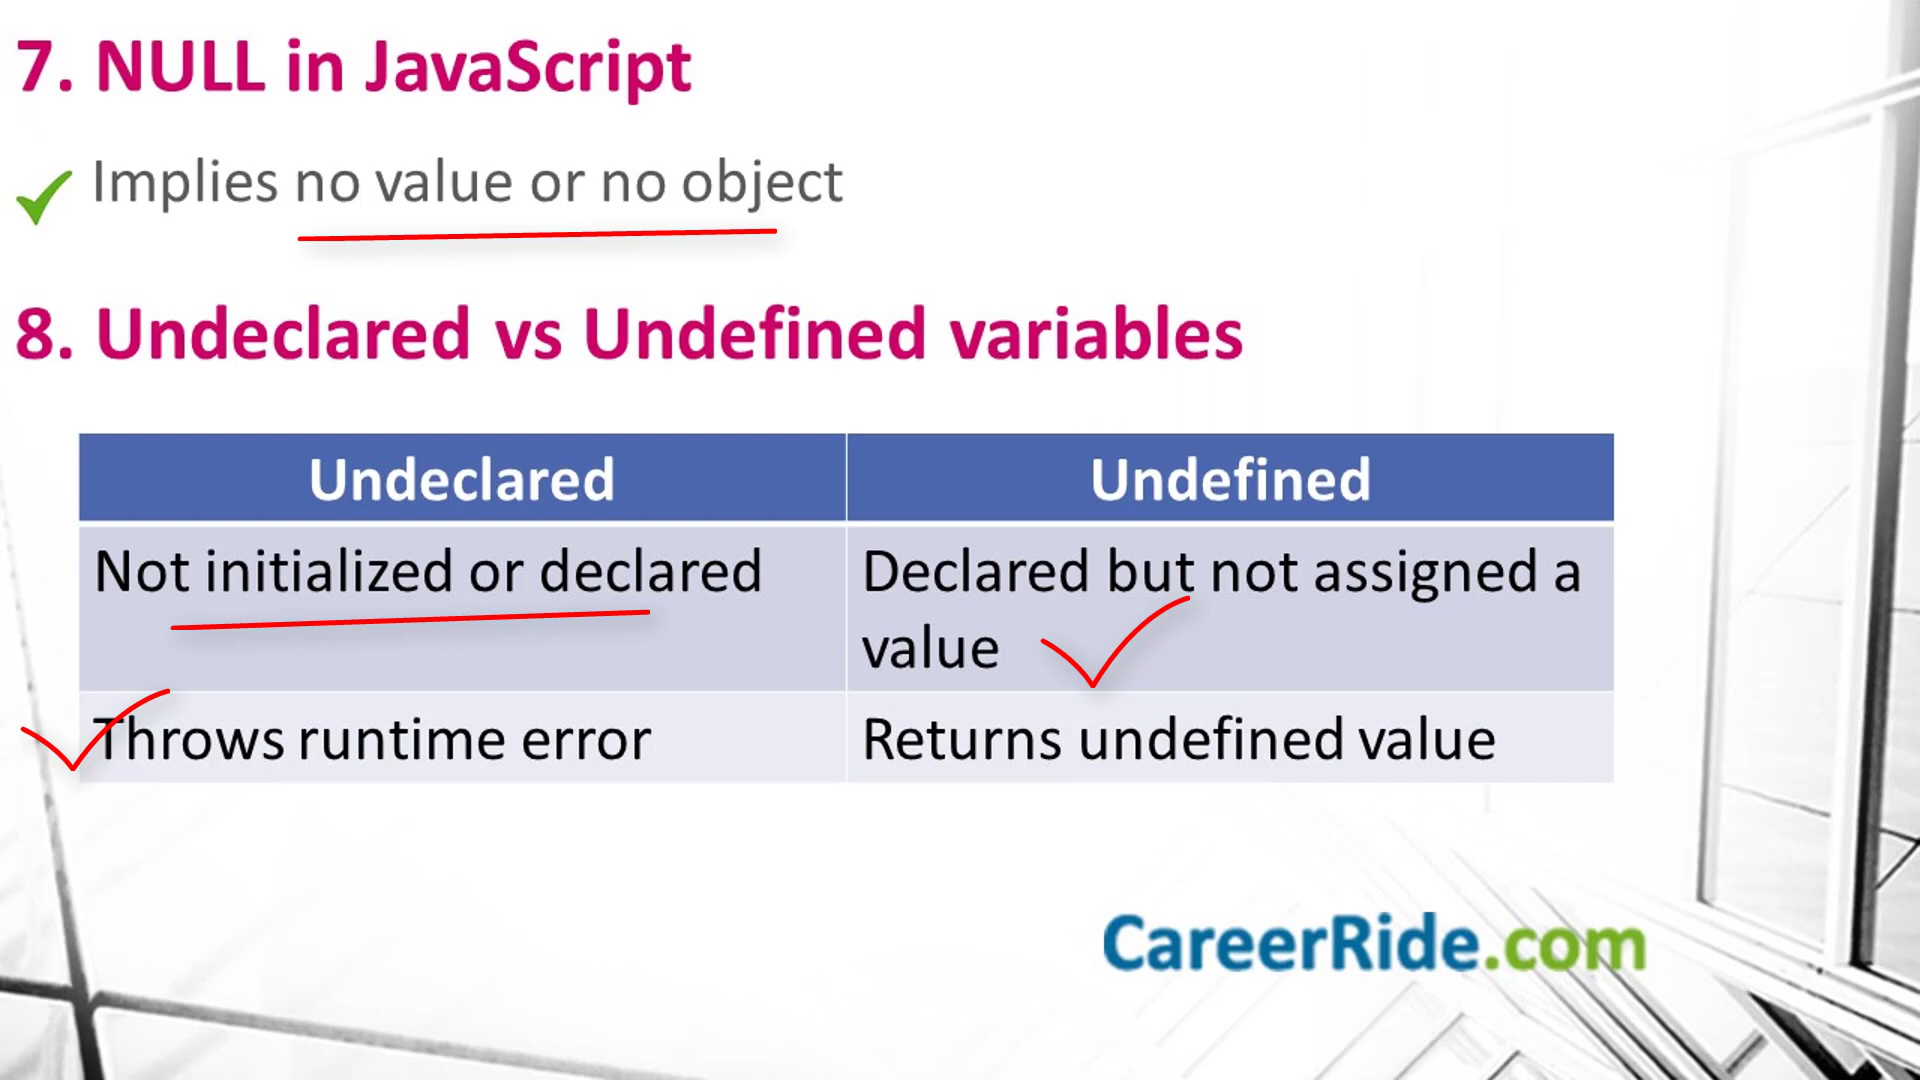 7. NULL in JavaScript
Implies no value or no object
8. Undeclared vs Undefined variables
Undeclared
Undefined
Not initialized or declared
Declared but not assigned a
value
Throws runtime error
Returns undefined value
CareerRide.com